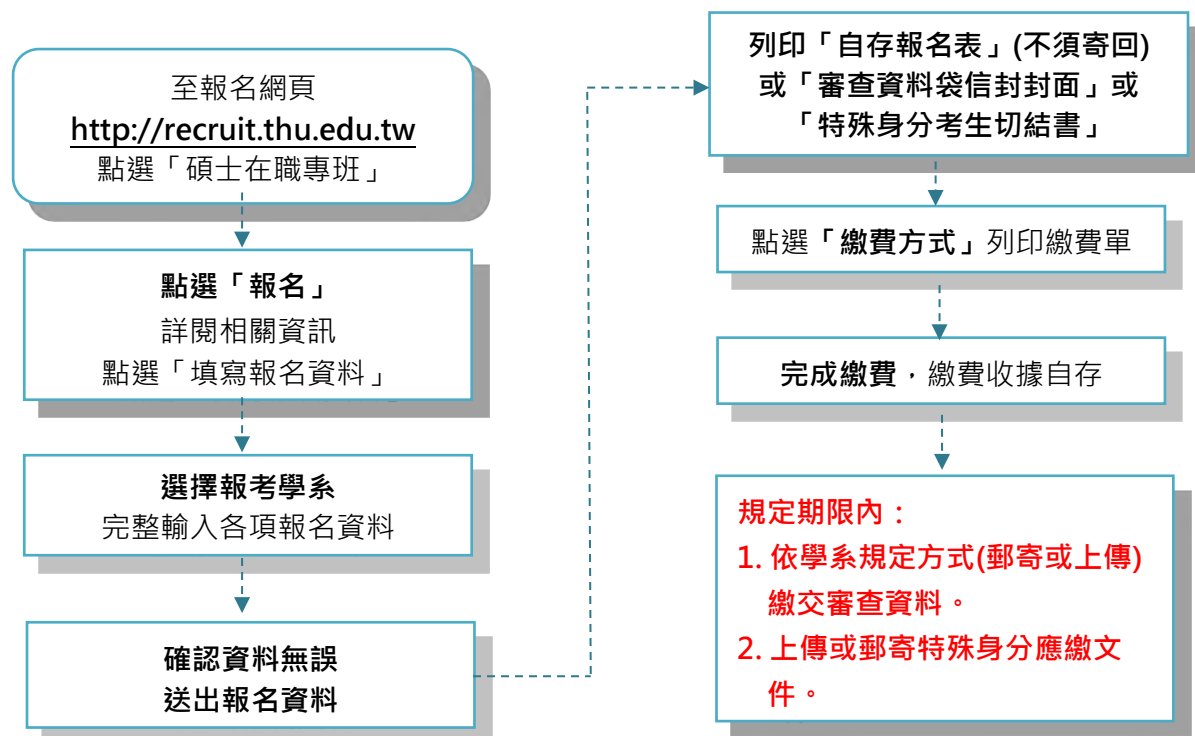 至報名網頁
http://recruit.thu.edu.tw
點選「碩士在職專班」
點選「報名」
詳閱相關資訊
點選「填寫報名資料」
選擇報考學系
完整輸入各項報名資料
確認資料無誤
送出報名資料
列印「自存報名表」(不須寄回)
或「審查資料袋信封封面」或
「特殊身分考生切結書」
點選「繳費方式」列印繳費單
完成繳費，繳費收據自存
規定期限內：
1. 依學系規定方式(郵寄或上傳)
繳交審查資料。
2. 上傳或郵寄特殊身分應繳文
件。